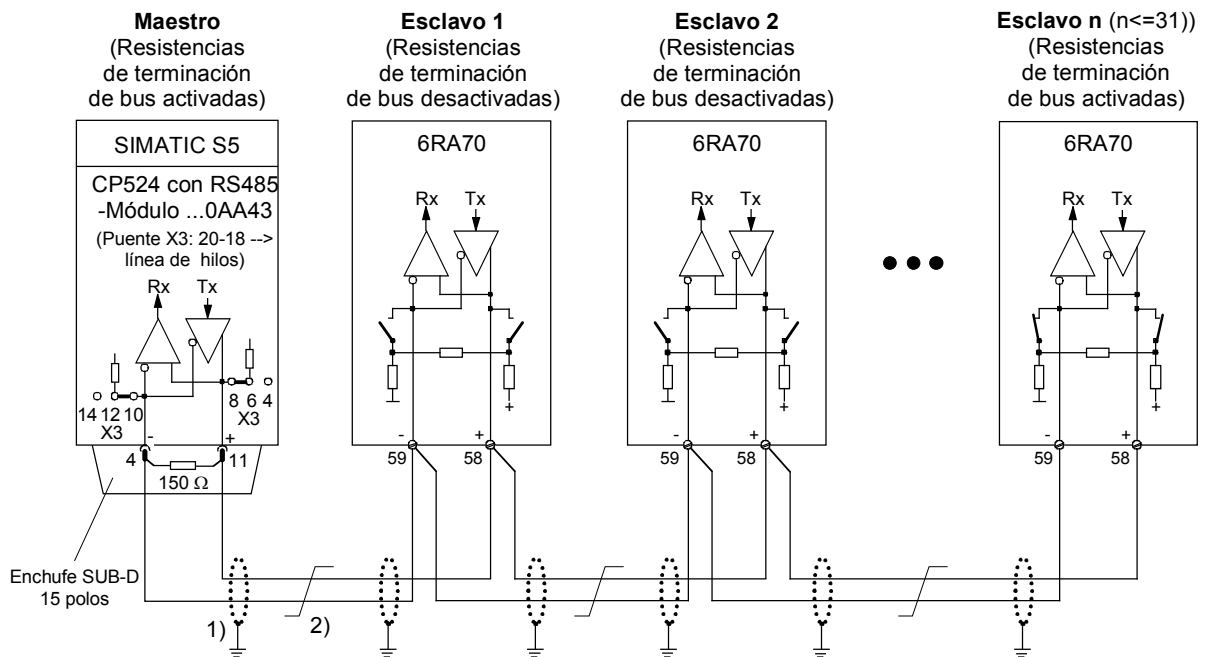 Maestro
(Resistencias
de terminación
de bus activadas)
Esclavo 1
(Resistencias
de terminación
de bus desactivadas)
Esclavo 2
(Resistencias
de terminación
de bus desactivadas)
Esclavo n (n<=31))
(Resistencias
de terminación
de bus activadas)
SIMATIC S5
CP524 con RS485
-Módulo ...0AA43
(Puente X3: 20-18 -->
línea de hilos)
Rx Tx
14 12 10
X3
8 6 4
X3
- +
4 11
150 Ω
Enchufe SUB-D
15 polos
6RA70
Rx Tx
+
- +
59 58
6RA70
Rx Tx
+
- +
59 58
6RA70
Rx Tx
+
- +
59 58
1) 2)